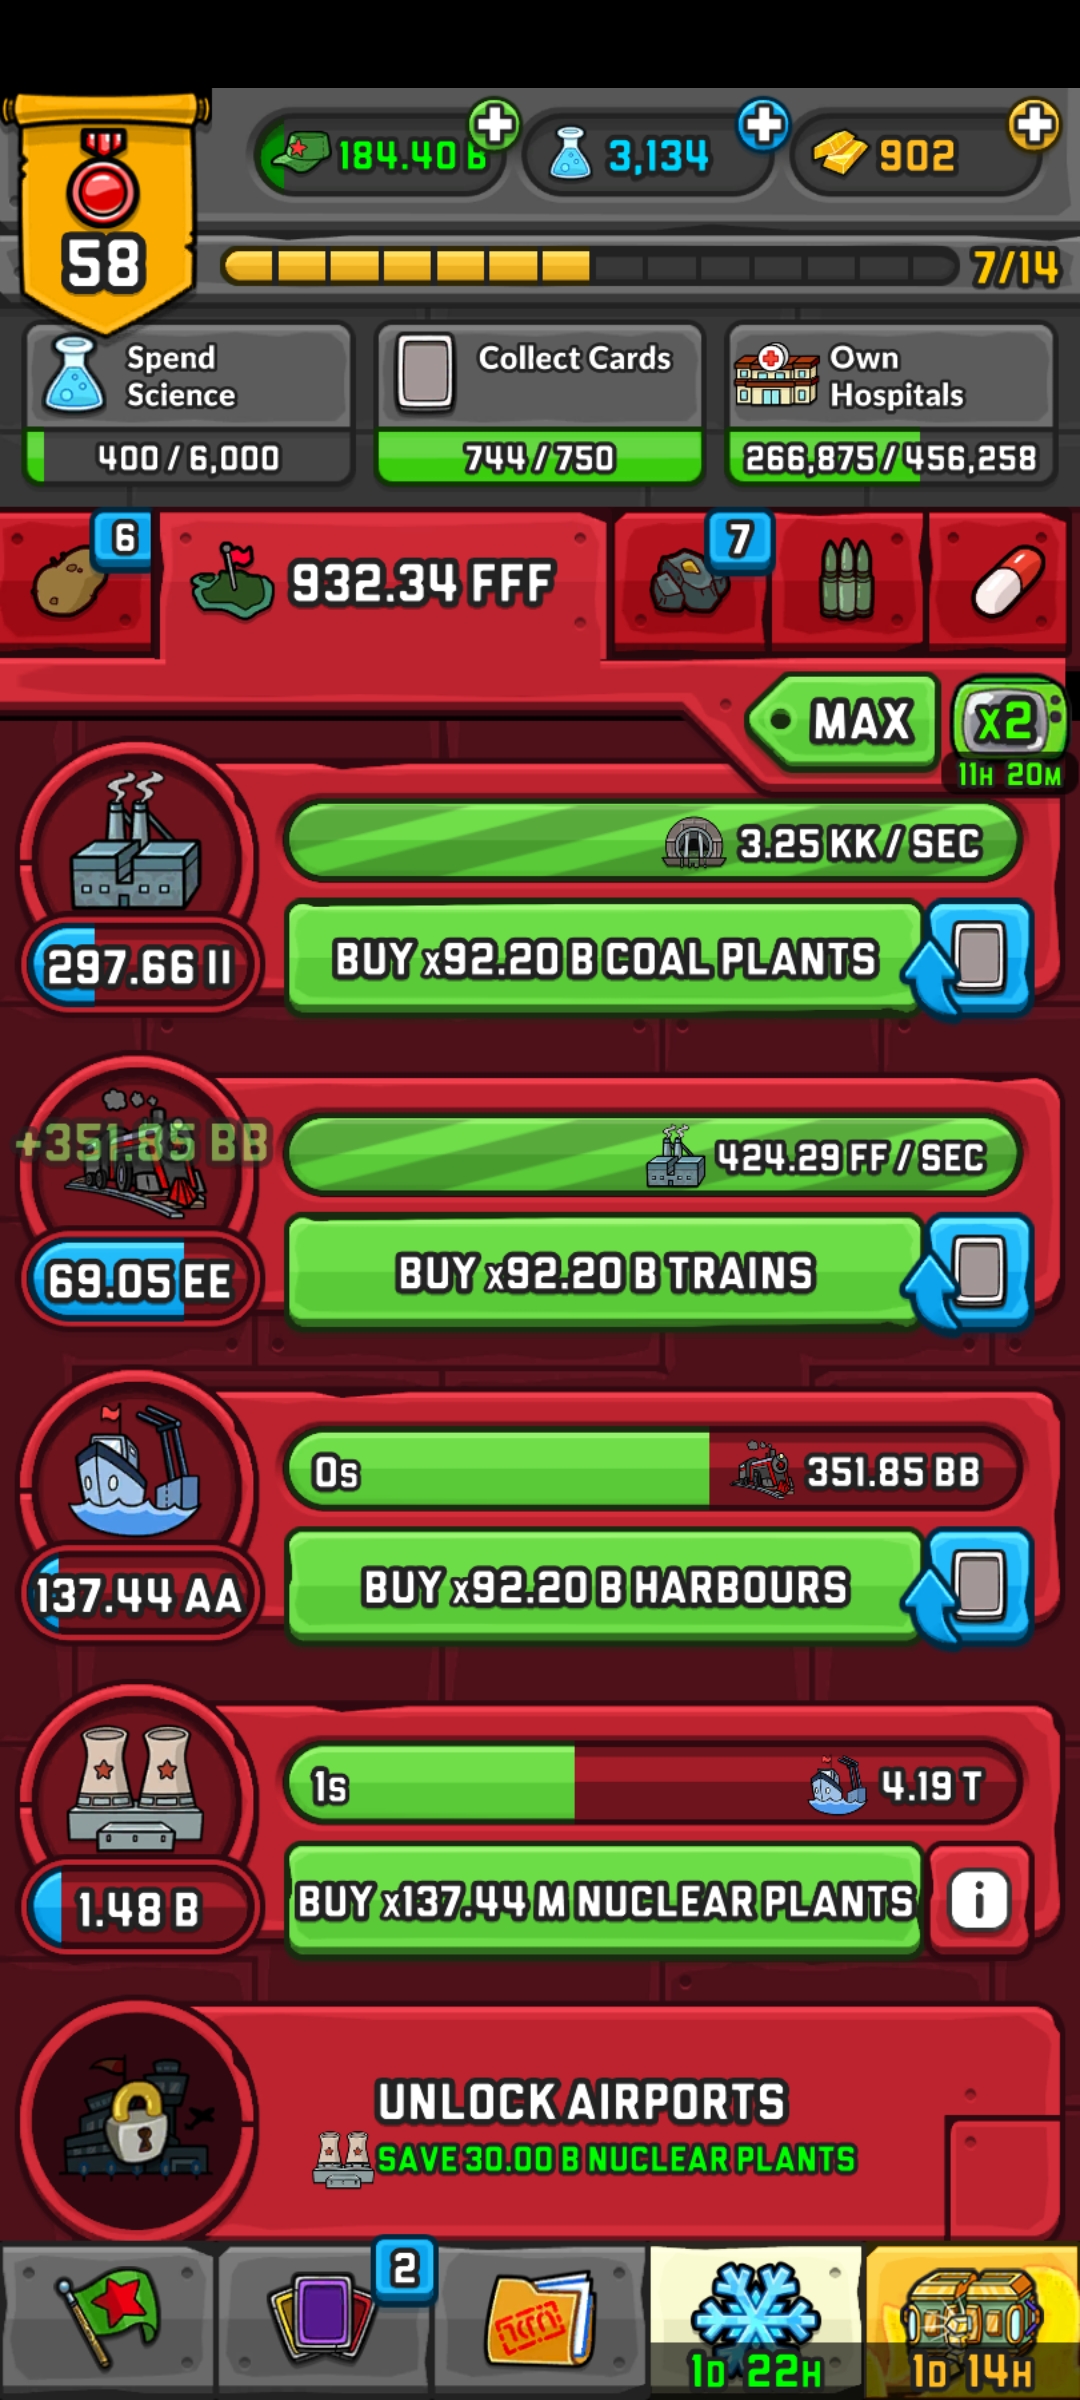 184.40 B
3,134
902
58
7/14
Spend
Science
400/6,000
Collect Cards
744/750
Own
Hospitals
266,875/456,258
6
932.34 FFF
7
MAX
x2
11H 20M
3.25 KK/SEC
297.66 II
BUY x92.20 B COAL PLANTS
+351.85 BB
424.29 FF/SEC
69.05 EE
BUY x92.20 B TRAINS
0s
351.85 BB
137.44 AA
BUY x92.20 B HARBOURS
1s
4.19 T
1.48 B
BUY x137.44 M NUCLEAR PLANTS
UNLOCK AIRPORTS
SAVE 30.00 B NUCLEAR PLANTS
2
1D 22H
1D 14H